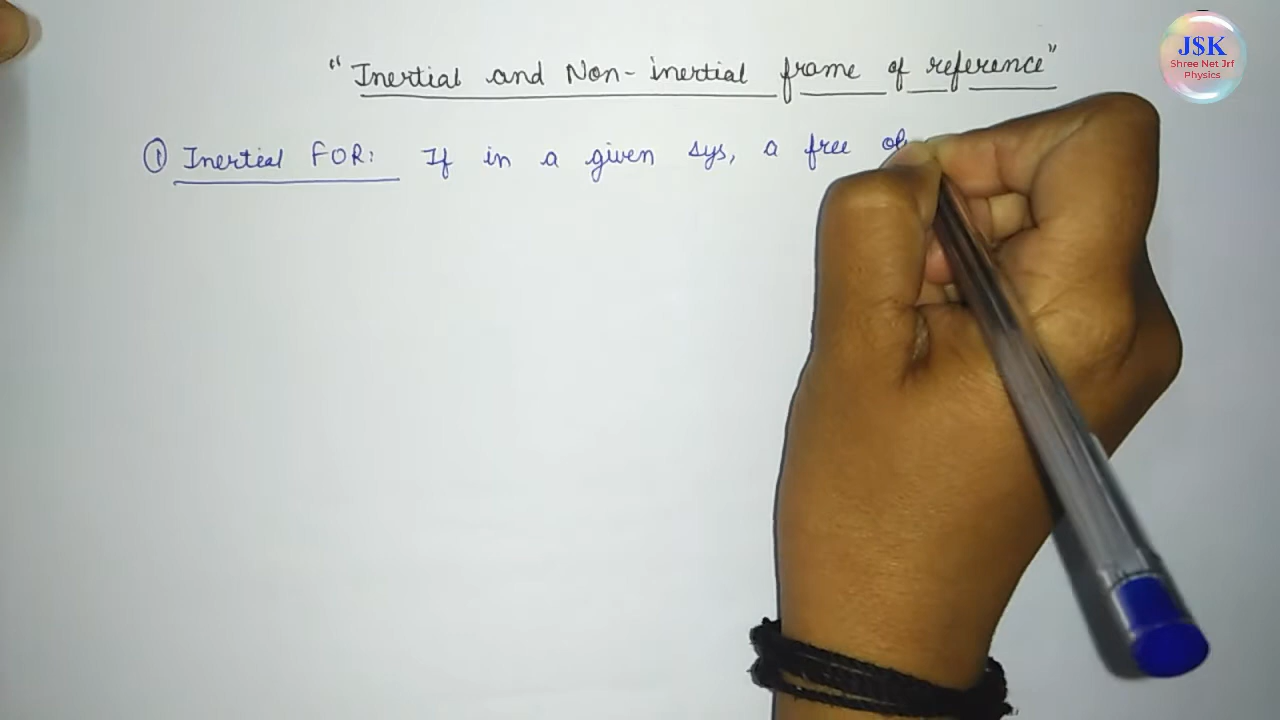 "Inertial and Non-inertial frame of reference"
① Inertial FOR: If in a given sys, a free ob
JSK
Shree Net Jrf
Physics